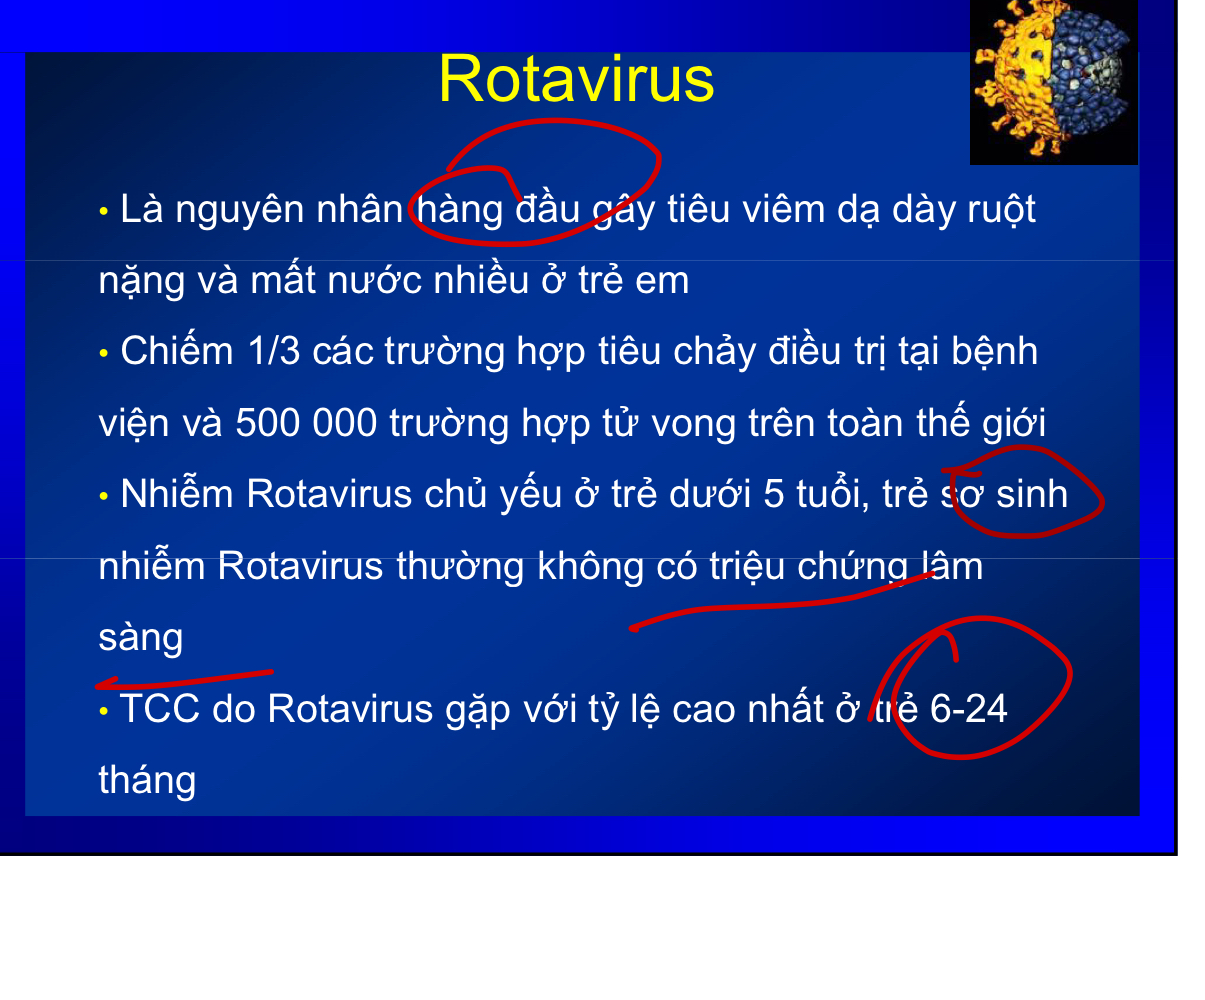 Rotavirus
• Là nguyên nhân hàng đầu gây tiêu viêm dạ dày ruột
nặng và mất nước nhiều ở trẻ em
• Chiếm 1/3 các trường hợp tiêu chảy điều trị tại bệnh
viện và 500 000 trường hợp tử vong trên toàn thế giới
• Nhiễm Rotavirus chủ yếu ở trẻ dưới 5 tuổi, trẻ sơ sinh
nhiễm Rotavirus thường không có triệu chứng lâm
sàng
• TCC do Rotavirus gặp với tỷ lệ cao nhất ở trẻ 6-24
tháng